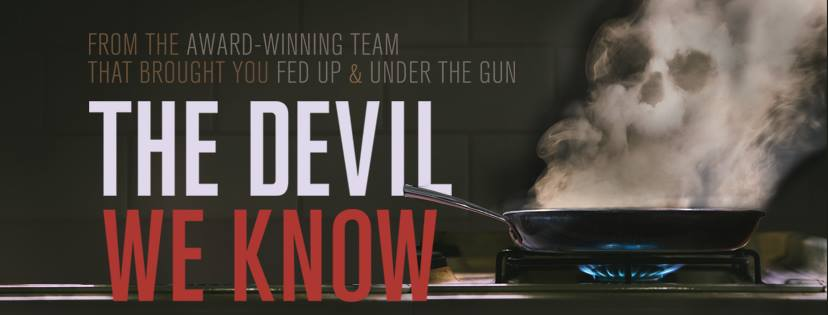 FROM THE AWARD-WINNING TEAM
THAT BROUGHT YOU FED UP & UNDER THE GUN
THE DEVIL
WE KNOW